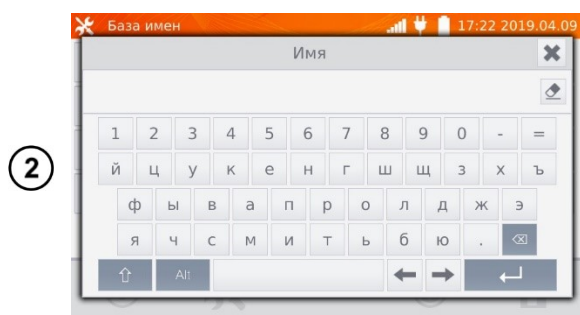 База имен 17:22 2019.04.09
Имя
1 2 3 4 5 6 7 8 9 0 - =
2
й ц у к е н г ш щ з х ъ
ф ы в а п р о л д ж э
я ч с м и т ь б ю .
Alt